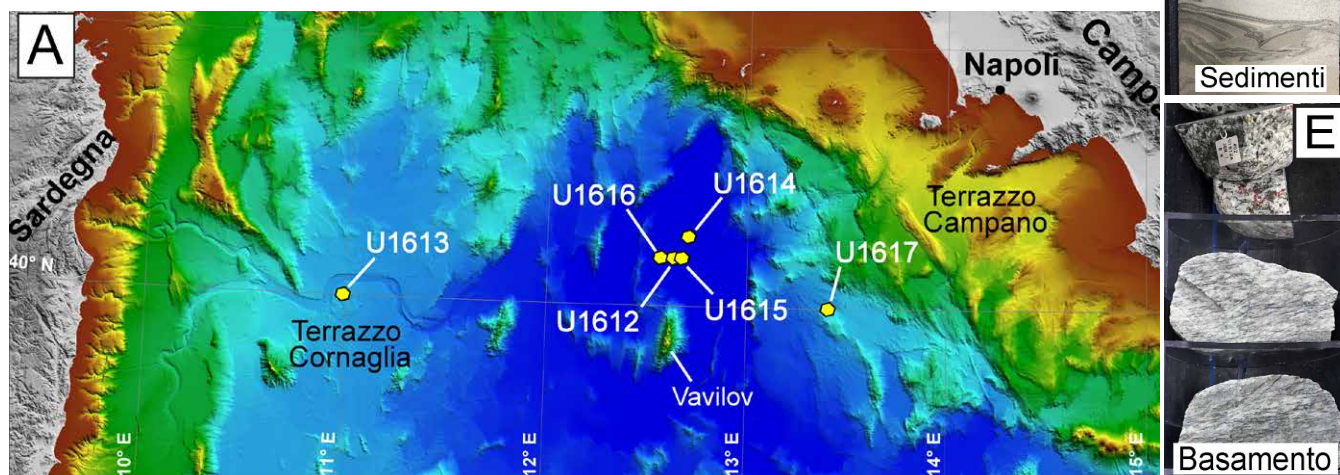 A
Napoli
Campa
Sardegna
U1616
U1614
Terrazzo
Campano
U1613
U1617
40° N
U1612
U1615
Terrazzo
Cornaglia
Vavilov
10° E
11° E
12° E
13° E
14° E
15° E
Sedimenti
E
Basamento